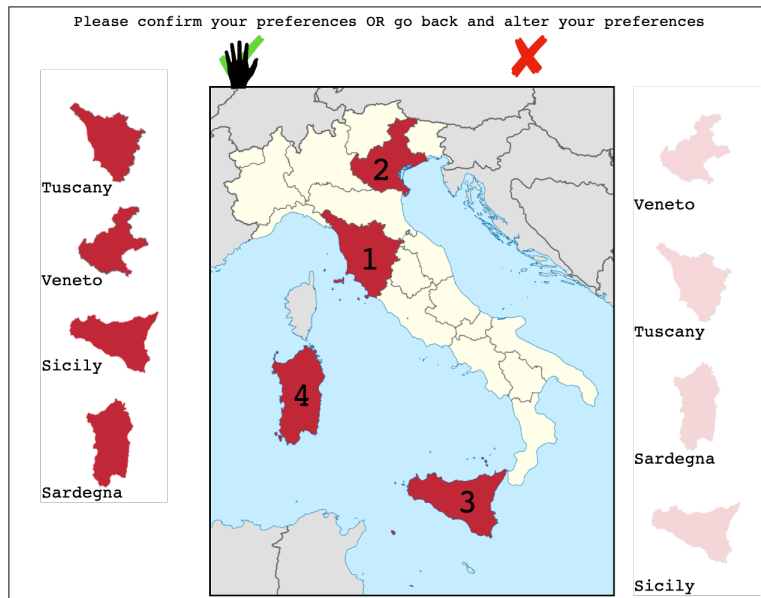 Please confirm your preferences OR go back and alter your preferences
Tuscany
Veneto
Sicily
Sardegna
2
1
4
3
Veneto
Tuscany
Sardegna
Sicily